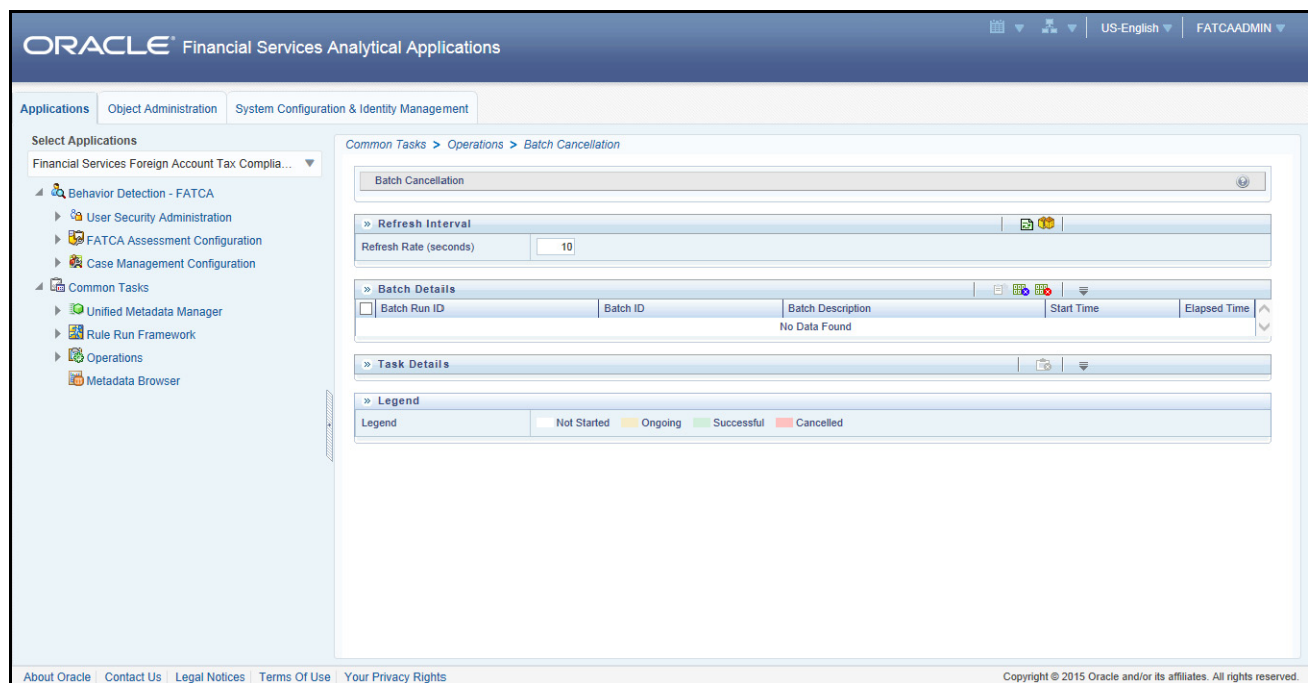 ORACLE® Financial Services Analytical Applications
US-English
FATCAADMIN
Applications
Object Administration
System Configuration & Identity Management
Select Applications
Financial Services Foreign Account Tax Complia...
Behavior Detection - FATCA
User Security Administration
FATCA Assessment Configuration
Case Management Configuration
Common Tasks
Unified Metadata Manager
Rule Run Framework
Operations
Metadata Browser
Common Tasks > Operations > Batch Cancellation
Batch Cancellation
» Refresh Interval
Refresh Rate (seconds) 10
» Batch Details
Batch Run ID Batch ID Batch Description Start Time Elapsed Time
No Data Found
» Task Details
» Legend
Legend Not Started Ongoing Successful Cancelled
About Oracle Contact Us Legal Notices Terms Of Use Your Privacy Rights
Copyright © 2015 Oracle and/or its affiliates. All rights reserved.